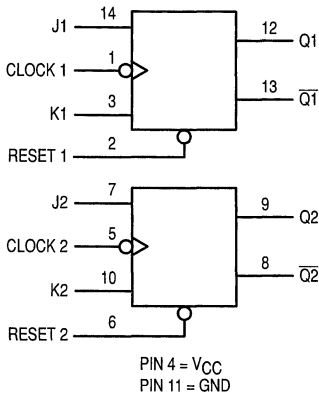 J1 14
12 Q1
CLOCK 1 1
13 Q1
K1 3
RESET 1 2
J2 7
9 Q2
CLOCK 2 5
8 Q2
K2 10
RESET 2 6
PIN 4 = VCC
PIN 11 = GND